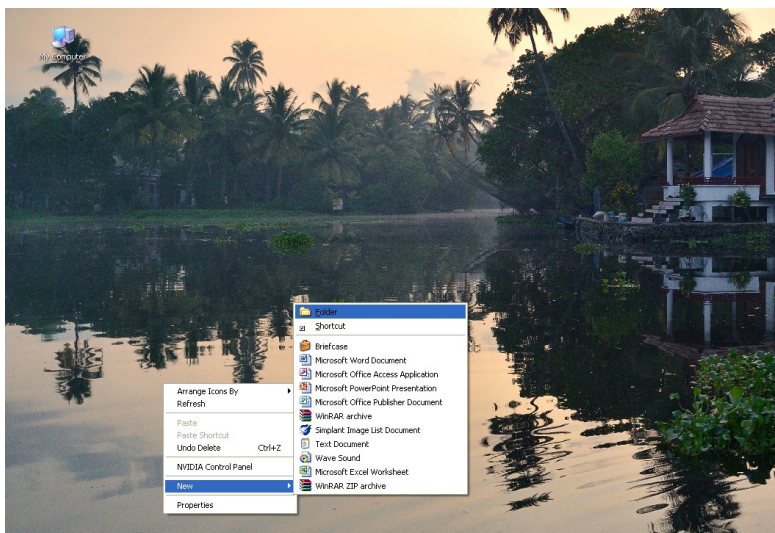 My Computer
Arrange Icons By
Refresh
Paste
Paste Shortcut
Undo Delete Ctrl+Z
NVIDIA Control Panel
New
Properties
Folder
Shortcut
Briefcase
Microsoft Word Document
Microsoft Office Access Application
Microsoft PowerPoint Presentation
Microsoft Office Publisher Document
WinRAR archive
Simplant Image List Document
Text Document
Wave Sound
Microsoft Excel Worksheet
WinRAR ZIP archive